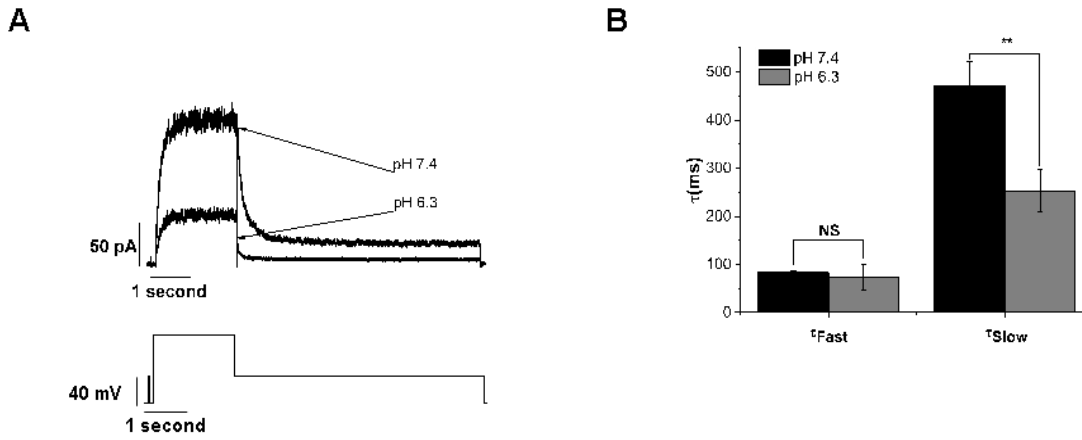 A
pH 7.4
pH 6.3
50 pA
1 second
40 mV
1 second
B
pH 7.4
pH 6.3
**
NS
τ(ms)
500
400
300
200
100
0
τFast
τSlow